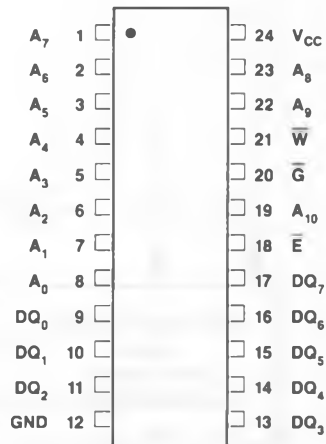 A7 1 24 VCC
A6 2 23 A8
A5 3 22 A9
A4 4 21 W̅
A3 5 20 G̅
A2 6 19 A10
A1 7 18 E̅
A0 8 17 DQ7
DQ0 9 16 DQ6
DQ1 10 15 DQ5
DQ2 11 14 DQ4
GND 12 13 DQ3